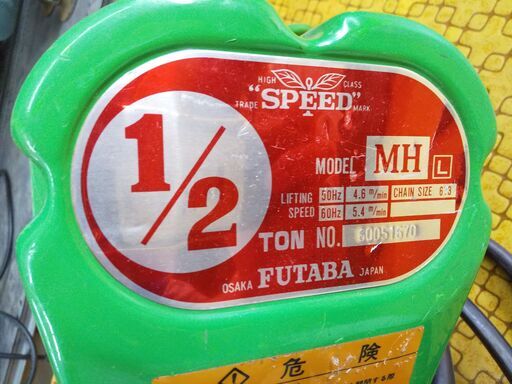 HIGH CLASS
"SPEED"
TRADE MARK
1/2
MODEL MH L
LIFTING SPEED
50Hz 4.6 m/min CHAIN SIZE 6.3
60Hz 5.4 m/min
TON NO.
FUTABA
OSAKA JAPAN
危険